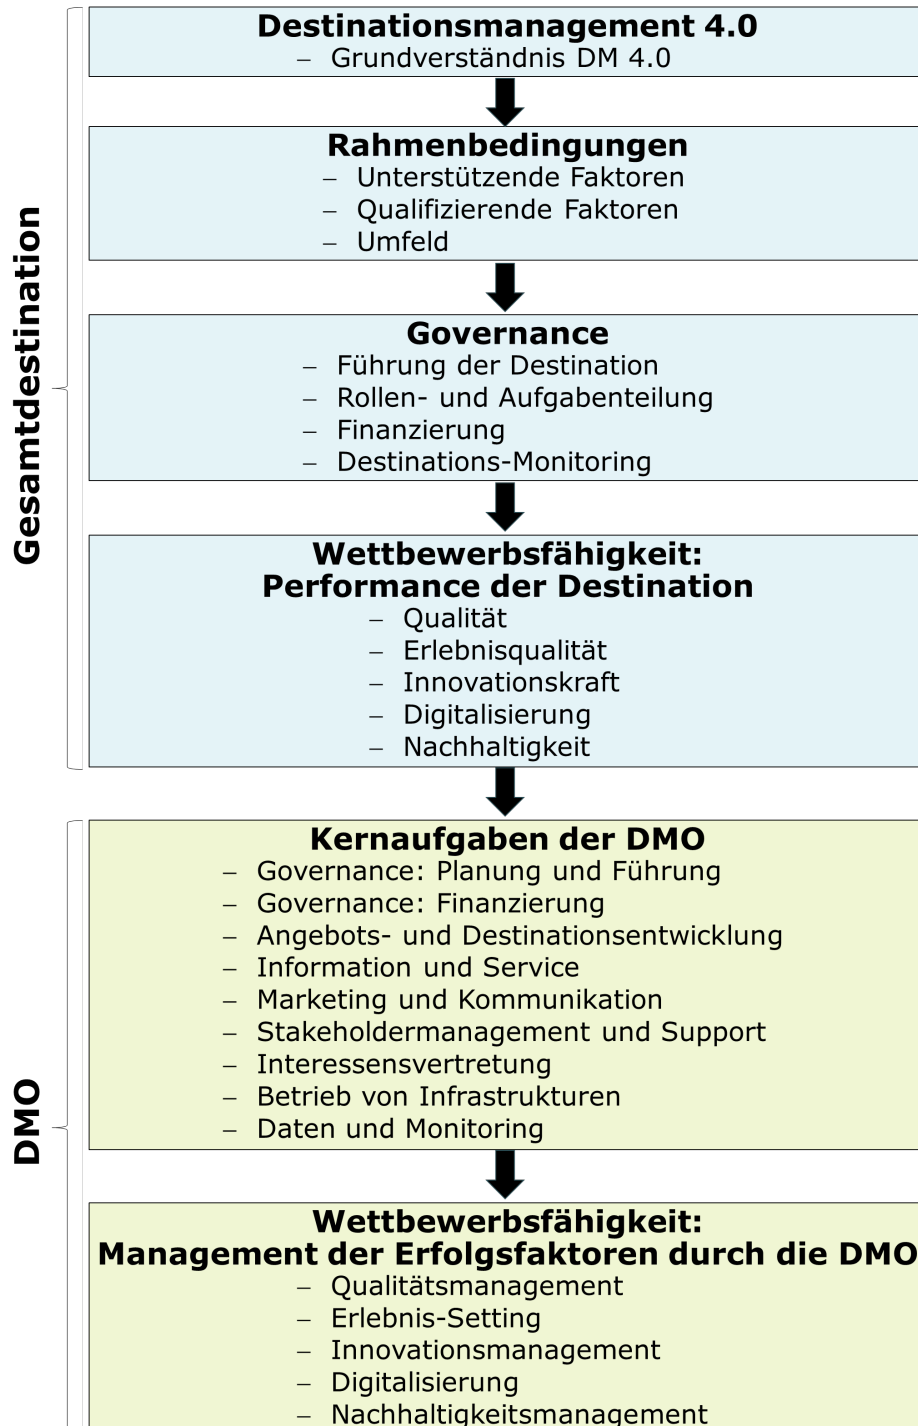 Gesamtdestination
Destinationsmanagement 4.0
– Grundverständnis DM 4.0
Rahmenbedingungen
– Unterstützende Faktoren
– Qualifizierende Faktoren
– Umfeld
Governance
– Führung der Destination
– Rollen- und Aufgabenteilung
– Finanzierung
– Destinations-Monitoring
Wettbewerbsfähigkeit:
Performance der Destination
– Qualität
– Erlebnisqualität
– Innovationskraft
– Digitalisierung
– Nachhaltigkeit
DMO
Kernaufgaben der DMO
– Governance: Planung und Führung
– Governance: Finanzierung
– Angebots- und Destinationsentwicklung
– Information und Service
– Marketing und Kommunikation
– Stakeholdermanagement und Support
– Interessensvertretung
– Betrieb von Infrastrukturen
– Daten und Monitoring
Wettbewerbsfähigkeit:
Management der Erfolgsfaktoren durch die DMO
– Qualitätsmanagement
– Erlebnis-Setting
– Innovationsmanagement
– Digitalisierung
– Nachhaltigkeitsmanagement